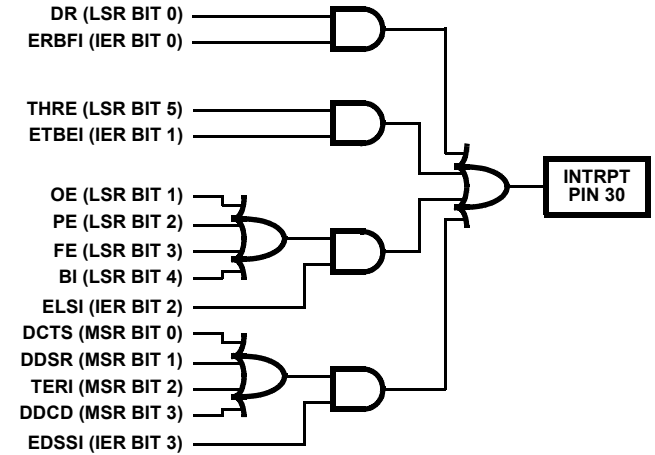 DR (LSR BIT 0)
ERBFI (IER BIT 0)
THRE (LSR BIT 5)
ETBEI (IER BIT 1)
OE (LSR BIT 1)
PE (LSR BIT 2)
FE (LSR BIT 3)
BI (LSR BIT 4)
ELSI (IER BIT 2)
DCTS (MSR BIT 0)
DDSR (MSR BIT 1)
TERI (MSR BIT 2)
DDCD (MSR BIT 3)
EDSSI (IER BIT 3)
INTRPT
PIN 30